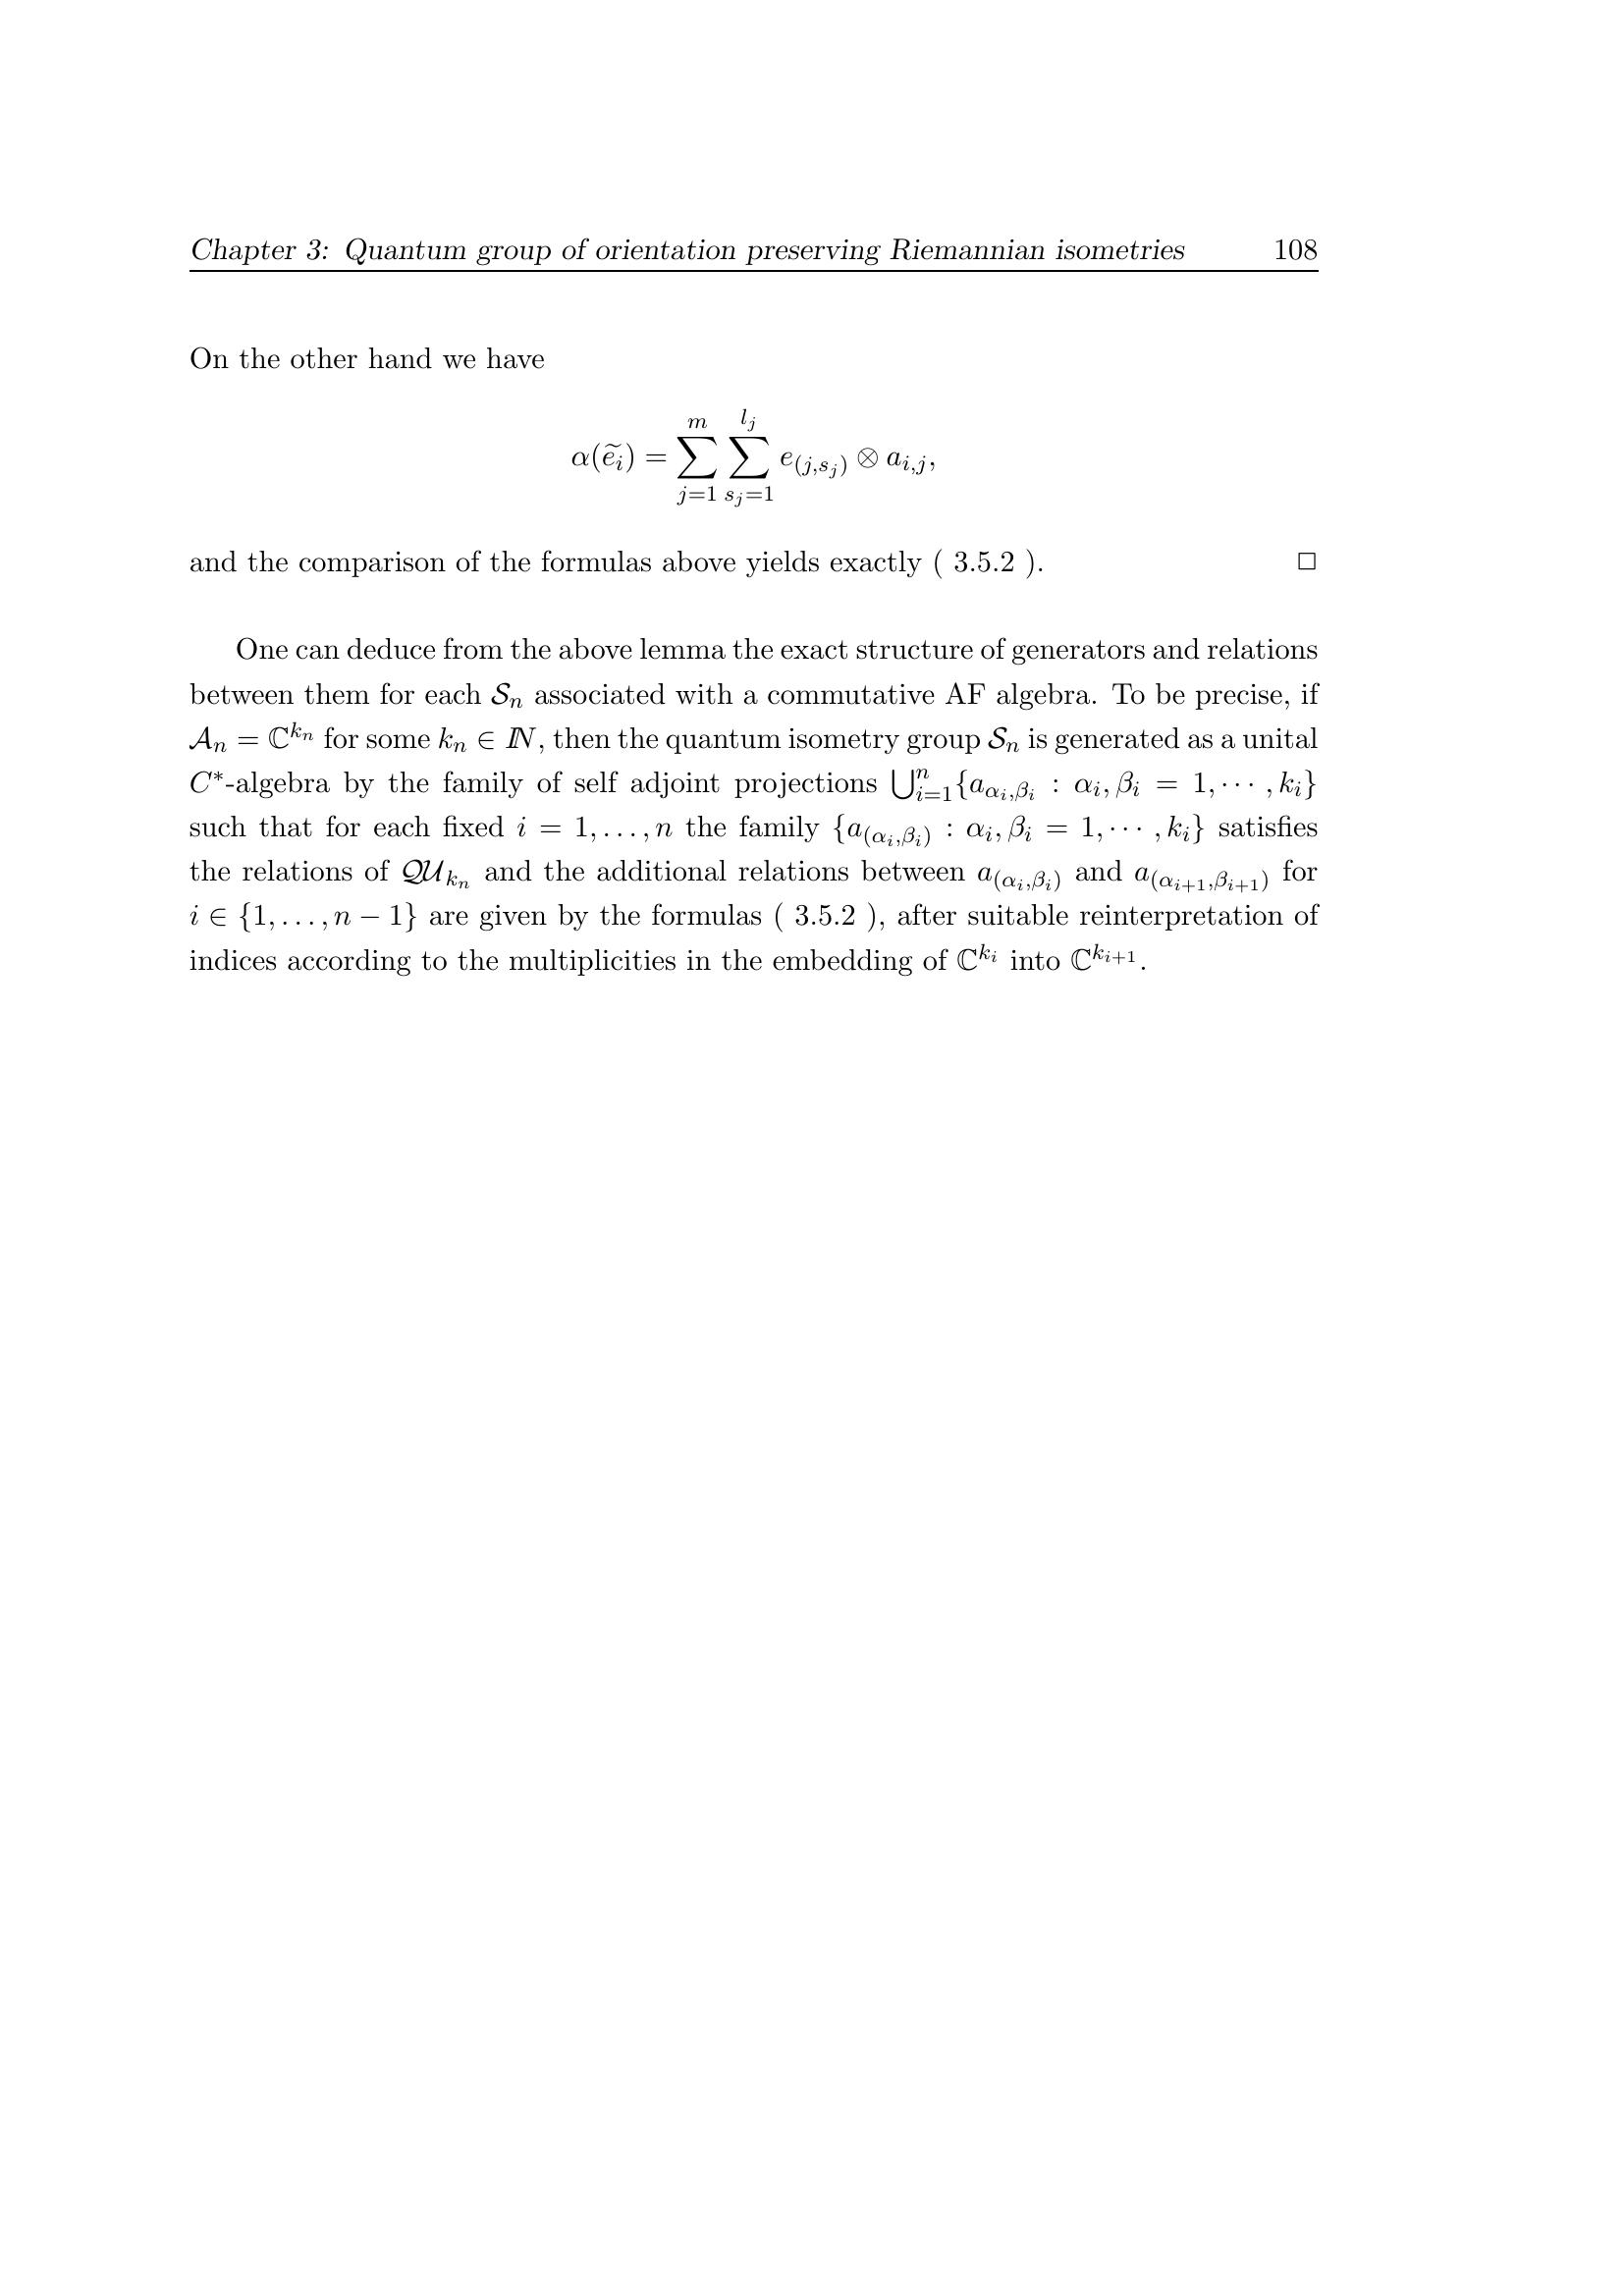 Chapter 3: Quantum group of orientation preserving Riemannian isometries 108
On the other hand we have
$$\alpha(\widetilde{e_i}) = \sum_{j=1}^{m} \sum_{s_j=1}^{l_j} e_{(j,s_j)} \otimes a_{i,j},$$
and the comparison of the formulas above yields exactly ( 3.5.2 ). □
One can deduce from the above lemma the exact structure of generators and relations
between them for each $\mathcal{S}_n$ associated with a commutative AF algebra. To be precise, if
$\mathcal{A}_n = \mathbb{C}^{k_n}$ for some $k_n \in I\!\!N$, then the quantum isometry group $\mathcal{S}_n$ is generated as a unital
$C^*$-algebra by the family of self adjoint projections $\bigcup_{i=1}^{n}\{a_{\alpha_i,\beta_i} : \alpha_i, \beta_i = 1, \cdots, k_i\}$
such that for each fixed $i = 1, \ldots, n$ the family $\{a_{(\alpha_i,\beta_i)} : \alpha_i, \beta_i = 1, \cdots, k_i\}$ satisfies
the relations of $\mathcal{QU}_{k_n}$ and the additional relations between $a_{(\alpha_i,\beta_i)}$ and $a_{(\alpha_{i+1},\beta_{i+1})}$ for
$i \in \{1, \ldots, n-1\}$ are given by the formulas ( 3.5.2 ), after suitable reinterpretation of
indices according to the multiplicities in the embedding of $\mathbb{C}^{k_i}$ into $\mathbb{C}^{k_{i+1}}$.